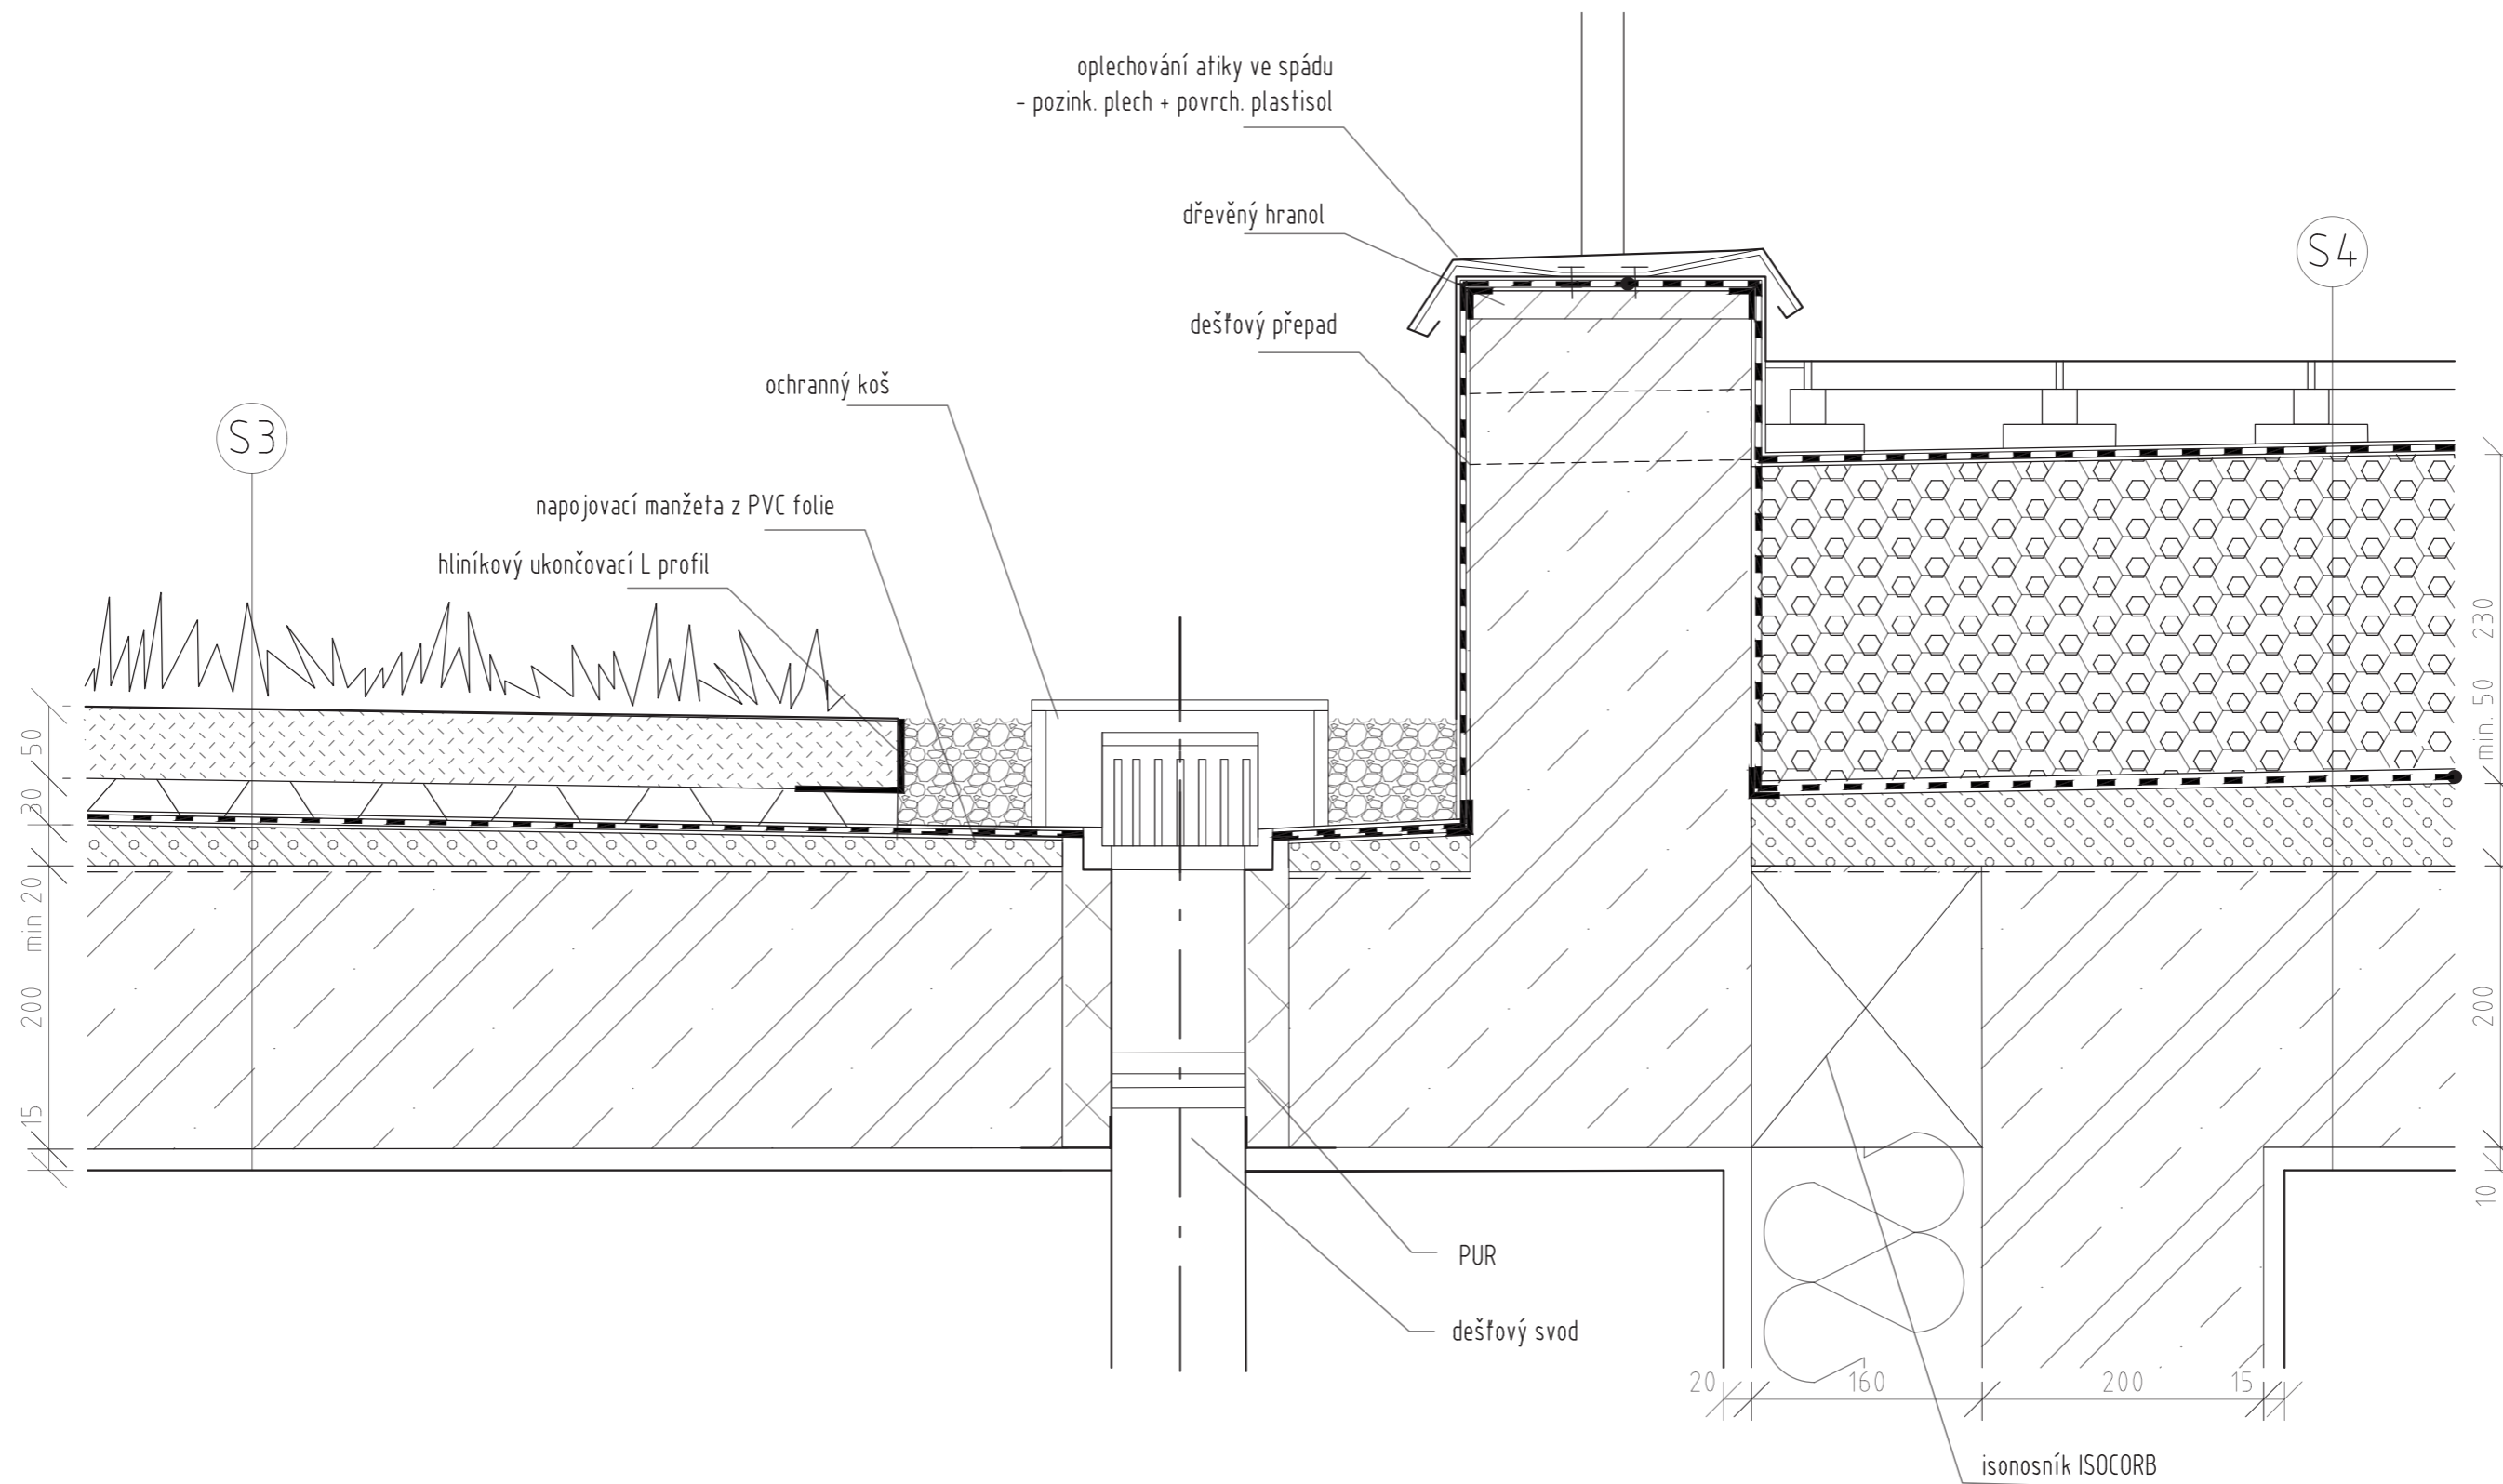 oplechování atiky ve spádu
- pozink. plech + povrch. plastisol
dřevěný hranol
dešťový přepad
ochranný koš
napojovací manžeta z PVC folie
hliníkový ukončovací L profil
S3
S4
50
30
min 20
200
15
230
min. 50
200
10
PUR
dešťový svod
20
160
200
15
isonosník ISOCORB